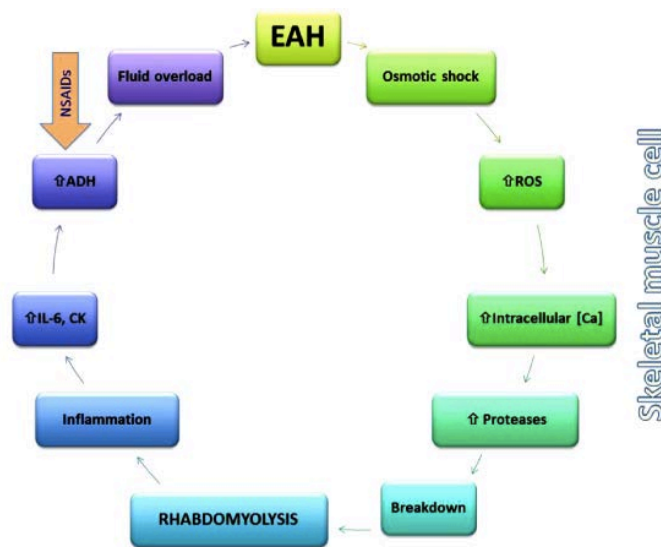 EAH
Fluid overload
Osmotic shock
NSAIDs
⇧ADH
⇧ROS
Skeletal muscle cell
⇧IL-6, CK
⇧Intracellular [Ca]
Inflammation
⇧ Proteases
Breakdown
RHABDOMYOLYSIS